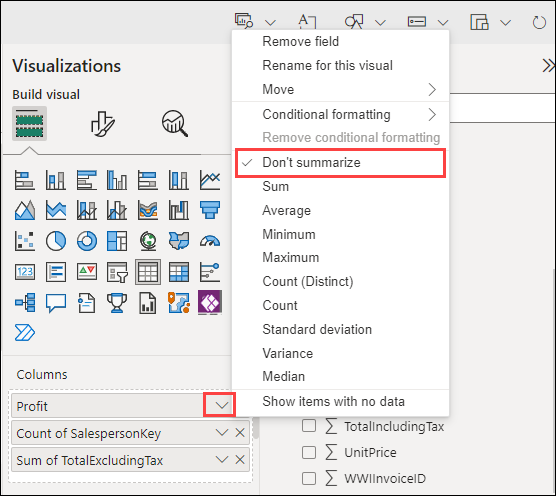 Visualizations
Build visual
Remove field
Rename for this visual
Move
Conditional formatting
Remove conditional formatting
Don't summarize
Sum
Average
Minimum
Maximum
Count (Distinct)
Count
Standard deviation
Variance
Median
Show items with no data
123
Columns
Profit
Count of SalespersonKey
Sum of TotalExcludingTax
TotalIncludingTax
UnitPrice
WWIInvoiceID